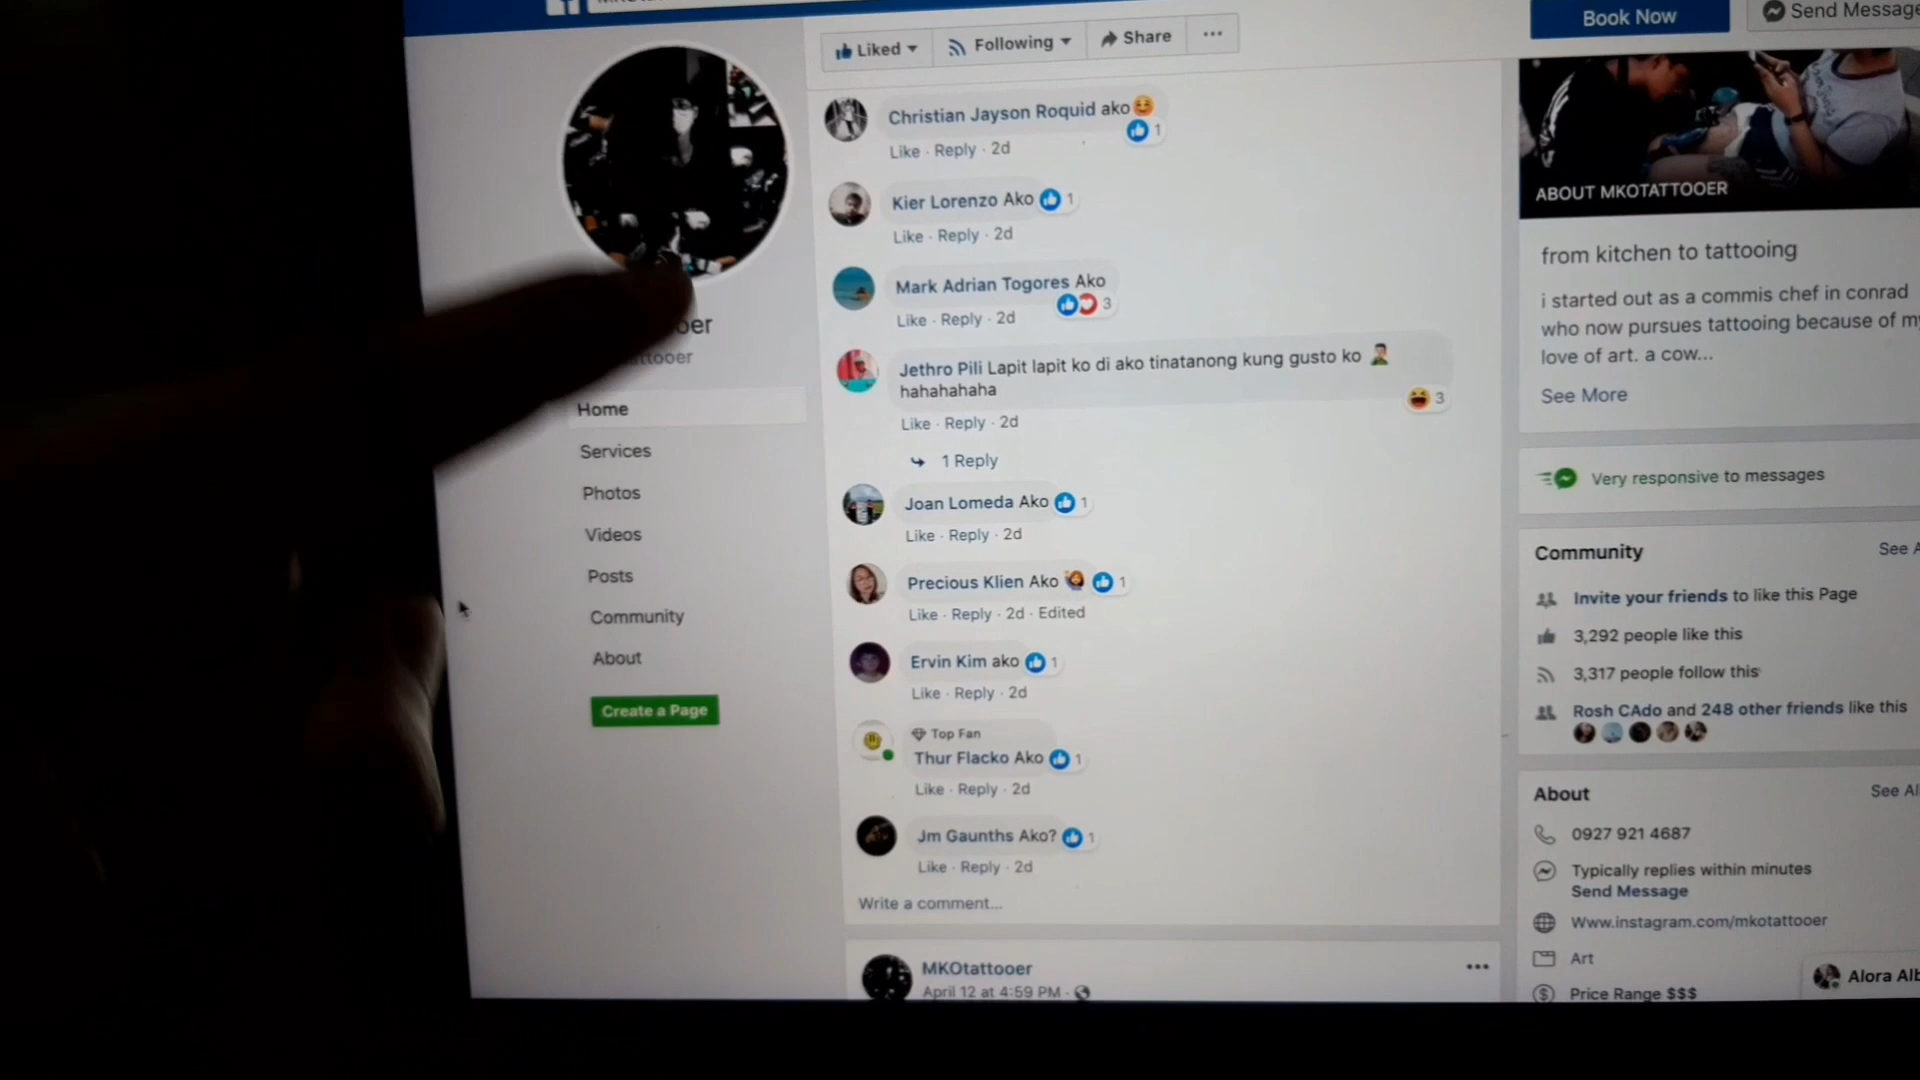 Book Now
Send Message
Liked
Following
Share
Christian Jayson Roquid ako
1
Like · Reply · 2d
Kier Lorenzo Ako 1
Like · Reply · 2d
Mark Adrian Togores Ako
3
Like · Reply · 2d
Jethro Pili Lapit lapit ko di ako tinatanong kung gusto ko
hahahahaha
3
Like · Reply · 2d
1 Reply
Joan Lomeda Ako 1
Like · Reply · 2d
Precious Klien Ako 1
Like · Reply · 2d · Edited
Ervin Kim ako 1
Like · Reply · 2d
Top Fan
Thur Flacko Ako 1
Like · Reply · 2d
Jm Gaunths Ako? 1
Like · Reply · 2d
Write a comment...
MKOtattooer
April 12 at 4:59 PM ·
oer
ttooer
Home
Services
Photos
Videos
Posts
Community
About
Create a Page
ABOUT MKOTATTOOER
from kitchen to tattooing
i started out as a commis chef in conrad
who now pursues tattooing because of my
love of art. a cow...
See More
Very responsive to messages
Community
See A
Invite your friends to like this Page
3,292 people like this
3,317 people follow this
Rosh CAdo and 248 other friends like this
About
See Al
0927 921 4687
Typically replies within minutes
Send Message
Www.instagram.com/mkotattooer
Art
Price Range $$$
Alora Alb